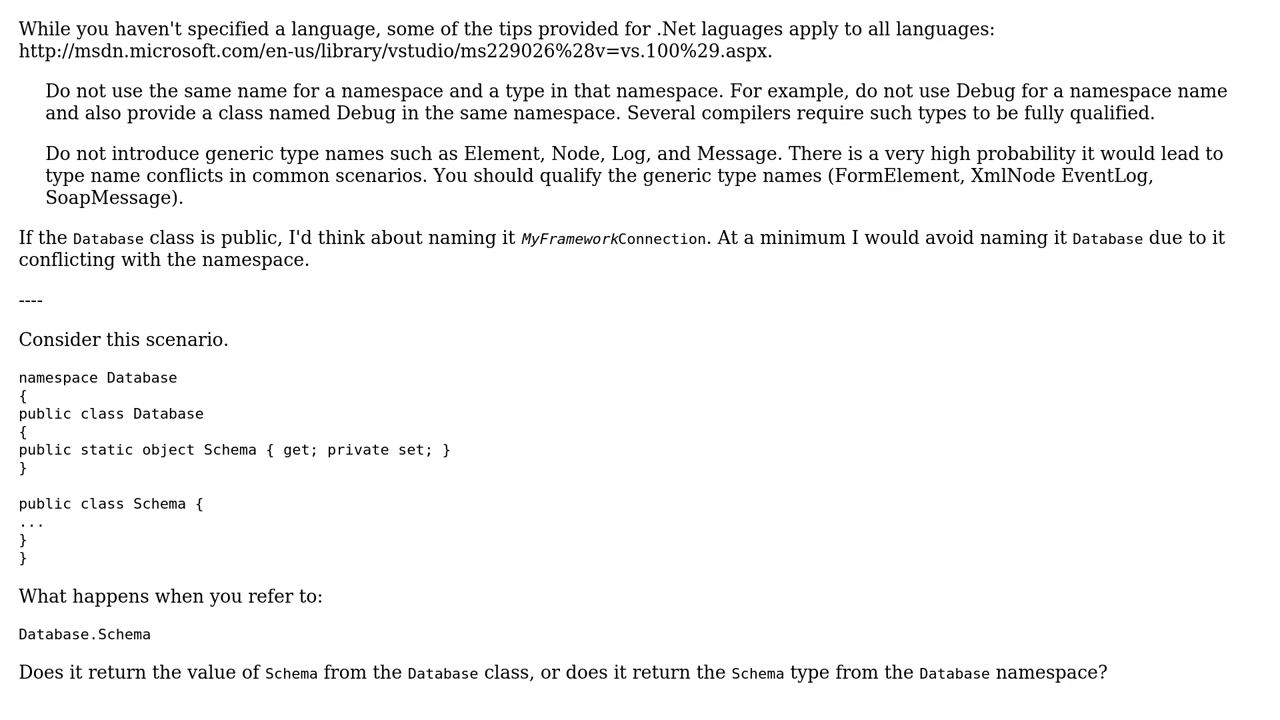 While you haven't specified a language, some of the tips provided for .Net laguages apply to all languages:
http://msdn.microsoft.com/en-us/library/vstudio/ms229026%28v=vs.100%29.aspx.
Do not use the same name for a namespace and a type in that namespace. For example, do not use Debug for a namespace name
and also provide a class named Debug in the same namespace. Several compilers require such types to be fully qualified.
Do not introduce generic type names such as Element, Node, Log, and Message. There is a very high probability it would lead to
type name conflicts in common scenarios. You should qualify the generic type names (FormElement, XmlNode EventLog,
SoapMessage).
If the Database class is public, I'd think about naming it MyFrameworkConnection. At a minimum I would avoid naming it Database due to it
conflicting with the namespace.
----
Consider this scenario.
namespace Database
{
public class Database
{
public static object Schema { get; private set; }
}
public class Schema {
...
}
}
What happens when you refer to:
Database.Schema
Does it return the value of Schema from the Database class, or does it return the Schema type from the Database namespace?